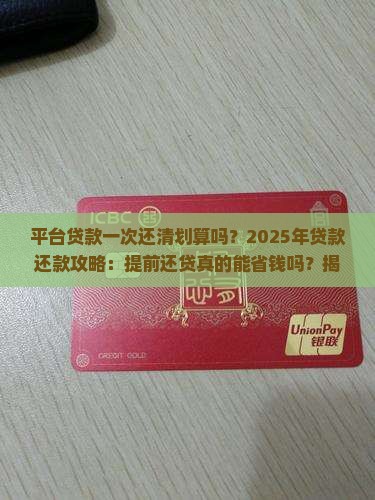 ICBC
平台贷款一次还清划算吗？2025年贷款
还款攻略：提前还贷真的能省钱吗？揭
UnionPay
银联
CREDIT GOLD